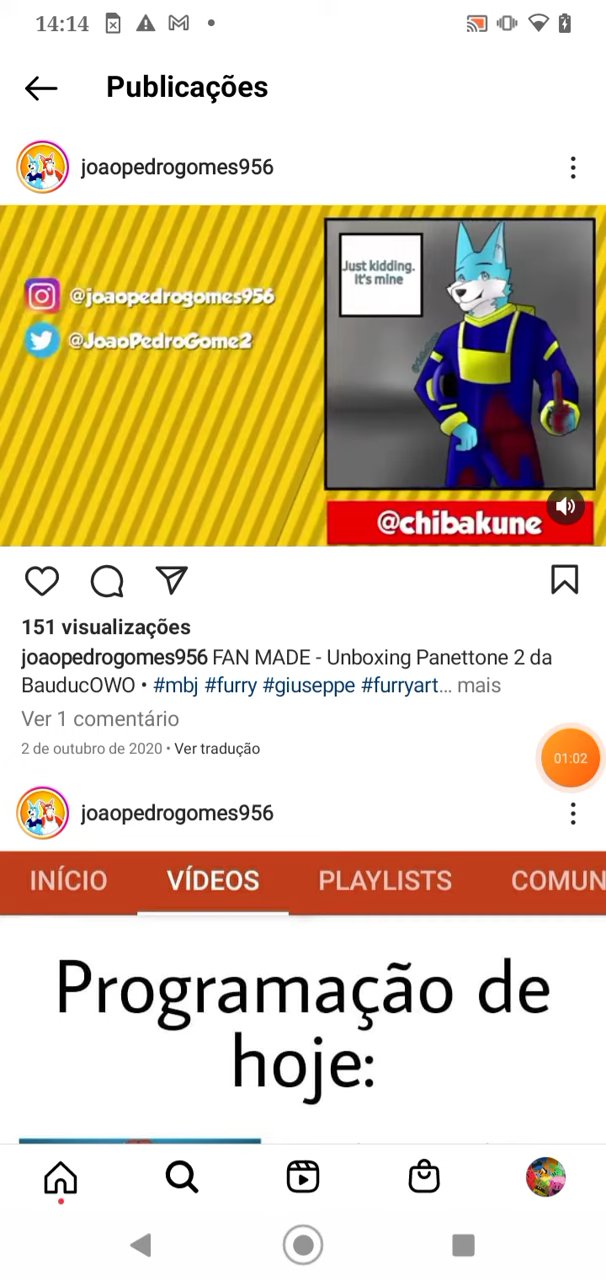 14:14
Publicações
joaopedrogomes956
Just kidding.
It's mine
@joaopedrogomes956
@JoaoPedroGome2
@chibakune
151 visualizações
joaopedrogomes956 FAN MADE - Unboxing Panettone 2 da
BauducOWO • #mbj #furry #giuseppe #furryart... mais
Ver 1 comentário
2 de outubro de 2020 • Ver tradução
01:02
joaopedrogomes956
INÍCIO VÍDEOS PLAYLISTS COMUN
Programação de
hoje: